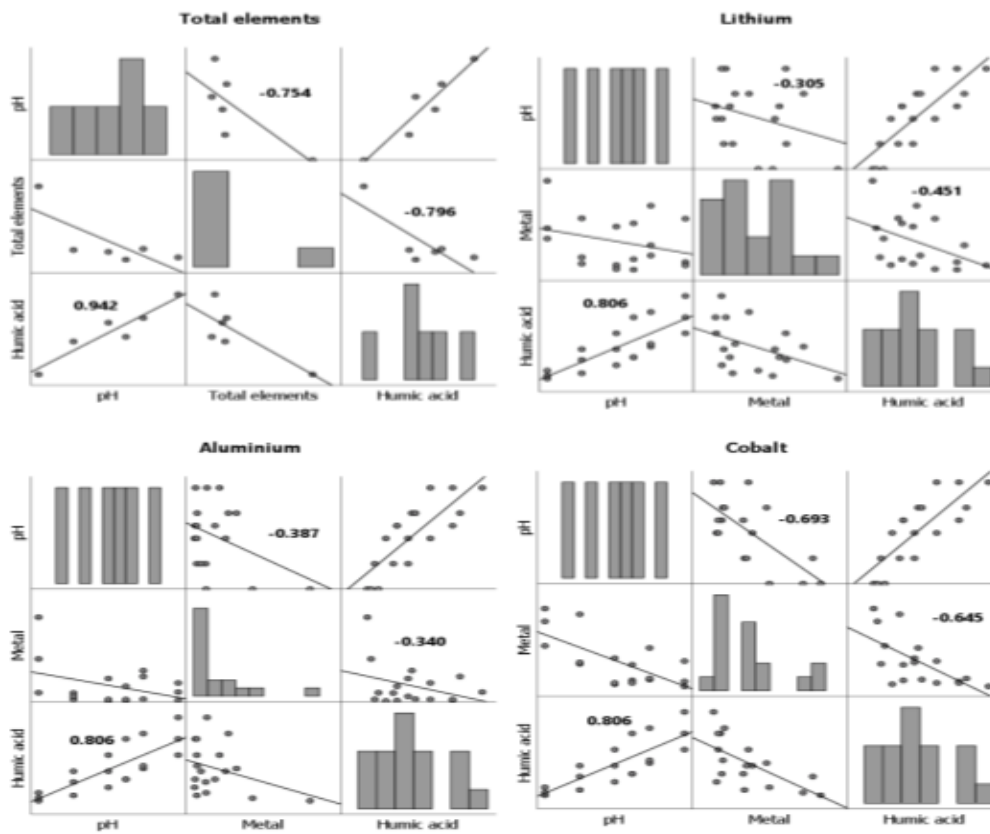 Total elements
pH
-0.754
Total elements
-0.796
Humic acid
0.942
pH Total elements Humic acid
Lithium
pH
-0.305
Metal
-0.451
Humic acid
0.806
pH Metal Humic acid
Aluminium
pH
-0.387
Metal
-0.340
Humic acid
0.806
pH Metal Humic acid
Cobalt
pH
-0.693
Metal
-0.645
Humic acid
0.806
pH Metal Humic acid